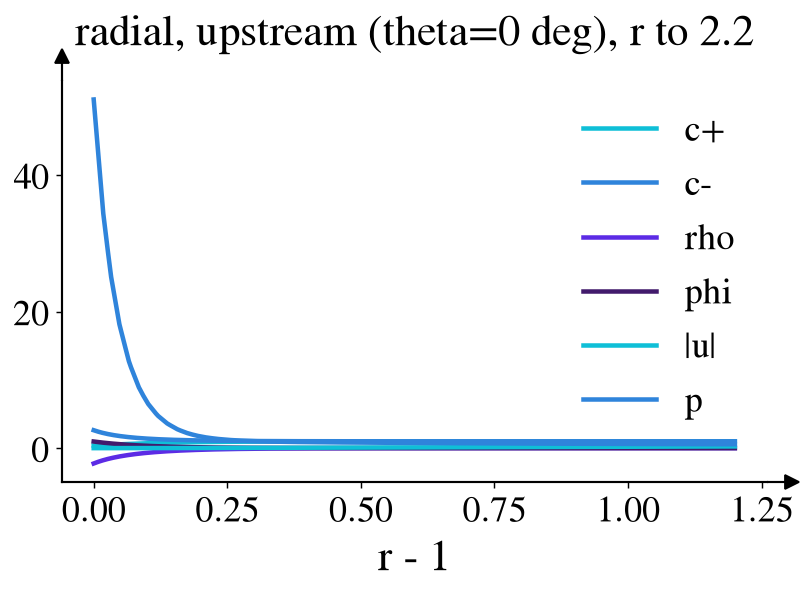 radial, upstream (theta=0 deg), r to 2.2
40
20
0
c+
c-
rho
phi
|u|
p
0.00 0.25 0.50 0.75 1.00 1.25
r - 1